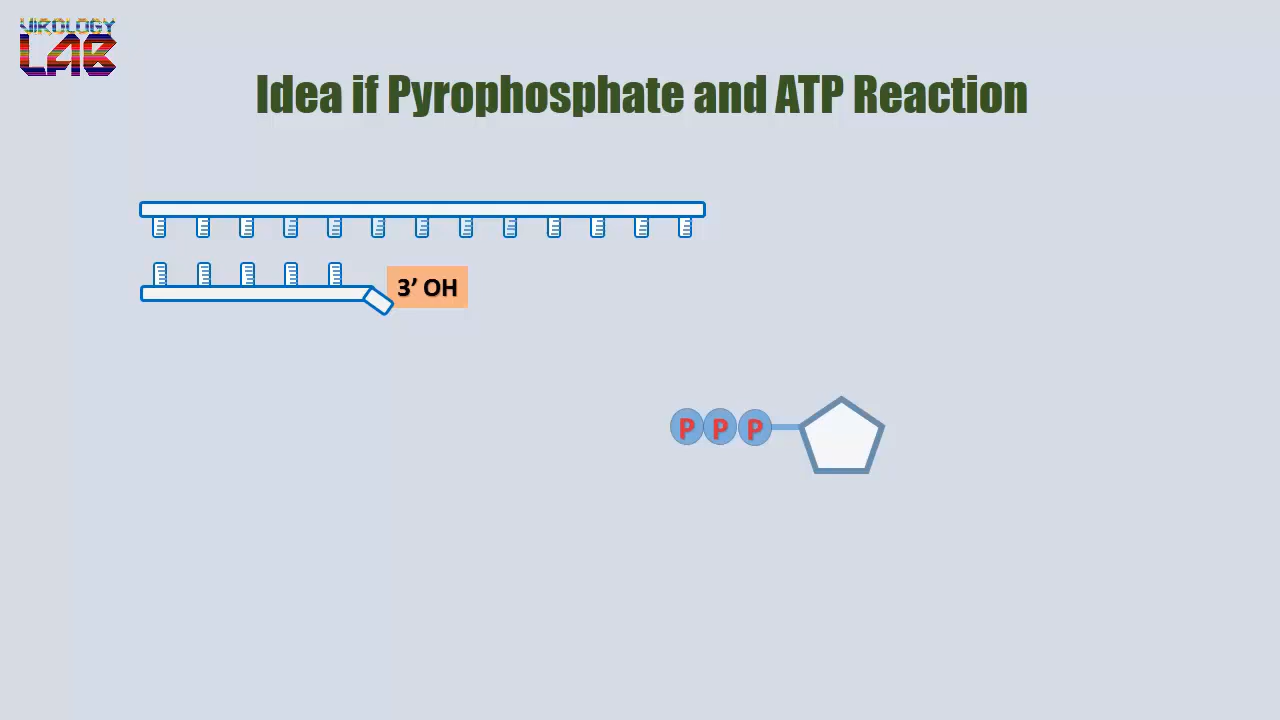 VIROLOGY
LAB
Idea if Pyrophosphate and ATP Reaction
3’ OH
P P P